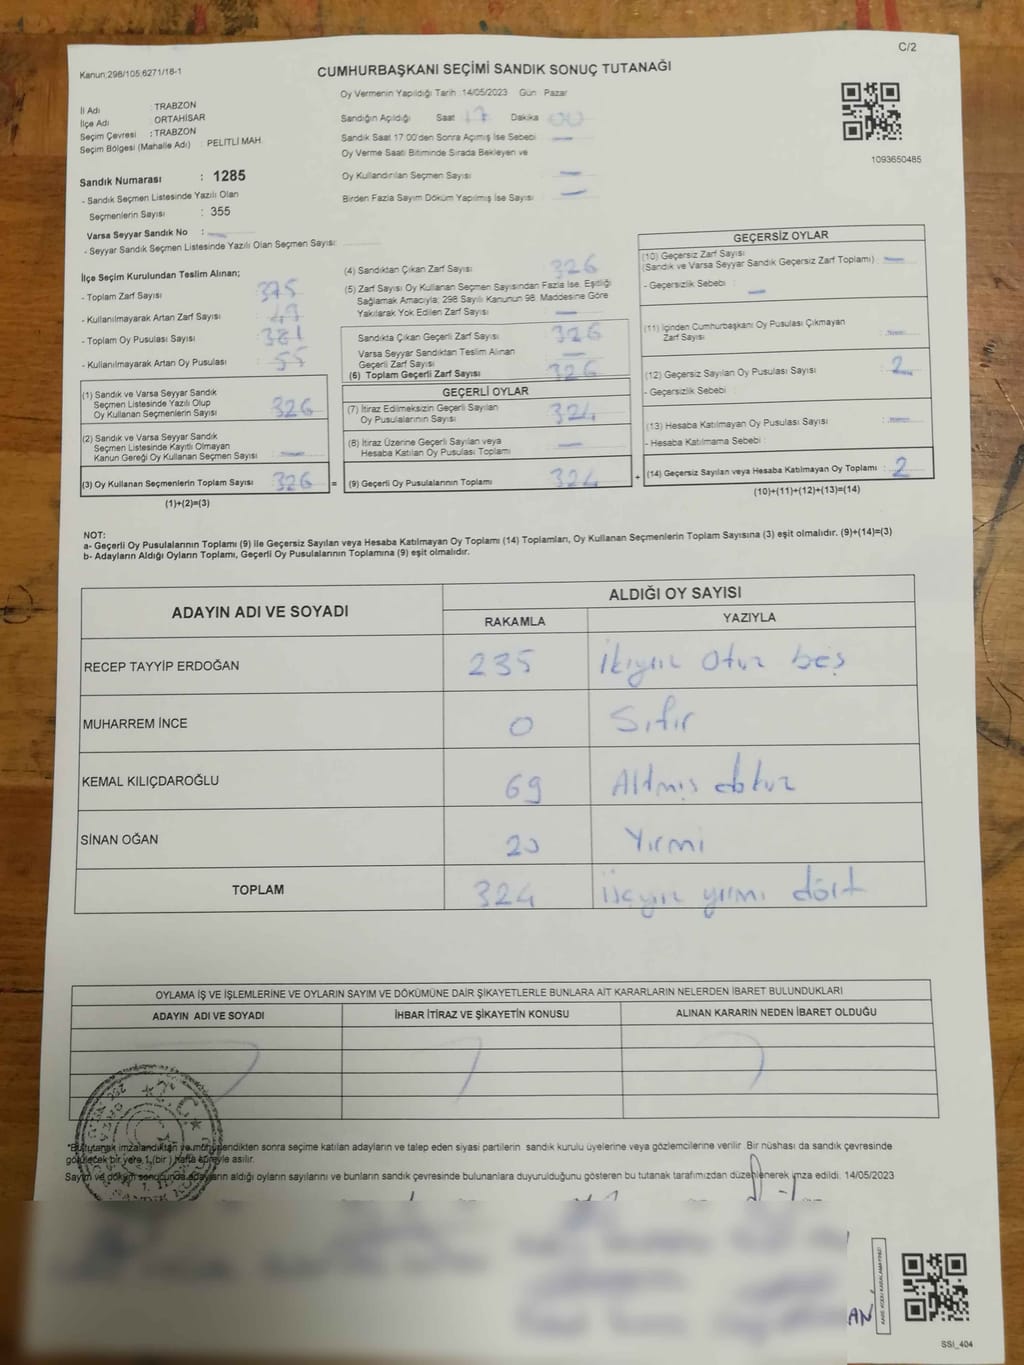 C/2
Kanun;298/105;6271/18-1
CUMHURBAŞKANI SEÇİMİ SANDIK SONUÇ TUTANAĞI
Oy Vermenin Yapıldığı Tarih :14/05/2023 Gün Pazar
İl Adı : TRABZON
İlçe Adı : ORTAHİSAR
Seçim Çevresi : TRABZON
Seçim Bölgesi (Mahalle Adı) : PELİTLİ MAH.
Sandığın Açıldığı Saat 17 Dakika 00
Sandik Saat 17:00'den Sonra Açımış İse Sebebi —
Oy Verme Saati Bitiminde Sırada Bekleyen ve
Oy Kullandırılan Seçmen Sayısı —
Birden Fazla Sayım Döküm Yapılmış İse Sayısı —
1093650485
Sandık Numarası : 1285
- Sandık Seçmen Listesinde Yazılı Olan
Seçmenlerin Sayısı : 355
Varsa Seyyar Sandık No : —
- Seyyar Sandık Seçmen Listesinde Yazılı Olan Seçmen Sayısı:
İlçe Seçim Kurulundan Teslim Alınan;
- Toplam Zarf Sayısı : 375
- Kullanılmayarak Artan Zarf Sayısı : 49
- Toplam Oy Pusulası Sayısı : 381
- Kullanılmayarak Artan Oy Pusulası : 55
(1) Sandık ve Varsa Seyyar Sandık
Seçmen Listesinde Yazılı Olup
Oy Kullanan Seçmenlerin Sayısı 326
(2) Sandık ve Varsa Seyyar Sandık
Seçmen Listesinde Kayıtlı Olmayan
Kanun Gereği Oy Kullanan Seçmen Sayısı —
(3) Oy Kullanan Seçmenlerin Toplam Sayısı 326
(1)+(2)=(3)
(4) Sandıktan Çıkan Zarf Sayısı 326
(5) Zarf Sayısı Oy Kullanan Seçmen Sayısından Fazla İse, Eşitliği
Sağlamak Amacıyla, 298 Sayılı Kanunun 98. Maddesine Göre
Yakılarak Yok Edilen Zarf Sayısı : —
Sandıkta Çıkan Geçerli Zarf Sayısı 326
Varsa Seyyar Sandıktan Teslim Alınan
Geçerli Zarf Sayısı —
(6) Toplam Geçerli Zarf Sayısı 326
GEÇERLİ OYLAR
(7) İtiraz Edilmeksizin Geçerli Sayılan
Oy Pusulalarının Sayısı 324
(8) İtiraz Üzerine Geçerli Sayılan veya
Hesaba Katılan Oy Pusulası Toplamı —
= (9) Geçerli Oy Pusulalarının Toplamı 324
GEÇERSİZ OYLAR
(10) Geçersiz Zarf Sayısı
(Sandık ve Varsa Seyyar Sandık Geçersiz Zarf Toplamı) : —
- Geçersizlik Sebebi : —
(11) İçinden Cumhurbaşkanı Oy Pusulası Çıkmayan
Zarf Sayısı : —
(12) Geçersiz Sayılan Oy Pusulası Sayısı : 2
- Geçersizlik Sebebi :
(13) Hesaba Katılmayan Oy Pusulası Sayısı : —
- Hesaba Katılmama Sebebi :
+ (14) Geçersiz Sayılan veya Hesaba Katılmayan Oy Toplamı : 2
(10)+(11)+(12)+(13)=(14)
NOT:
a- Geçerli Oy Pusulalarının Toplamı (9) ile Geçersiz Sayılan veya Hesaba Katılmayan Oy Toplamı (14) Toplamları, Oy Kullanan Seçmenlerin Toplam Sayısına (3) eşit olmalıdır. (9)+(14)=(3)
b- Adayların Aldığı Oyların Toplamı, Geçerli Oy Pusulalarının Toplamına (9) eşit olmalıdır.
ADAYIN ADI VE SOYADI
ALDIĞI OY SAYISI
RAKAMLA YAZIYLA
RECEP TAYYİP ERDOĞAN 235 ikiyüz otuz beş
MUHARREM İNCE 0 Sıfır
KEMAL KILIÇDAROĞLU 69 Altmış dokuz
SİNAN OĞAN 20 Yirmi
TOPLAM 324 üçyüz yirmi dört
OYLAMA İŞ VE İŞLEMLERİNE VE OYLARIN SAYIM VE DÖKÜMÜNE DAİR ŞİKAYETLERLE BUNLARA AİT KARARLARIN NELERDEN İBARET BULUNDUKLARI
ADAYIN ADI VE SOYADI İHBAR İTİRAZ VE ŞİKAYETİN KONUSU ALINAN KARARIN NEDEN İBARET OLDUĞU
"Bu tutanak imzalandıktan ve mühürlendikten sonra seçime katılan adayların ve talep eden siyasi partilerin sandık kurulu üyelerine veya gözlemcilerine verilir. Bir nüshası da sandık çevresinde
görülecek bir yere 1 (bir) hafta süreyle asılır.
Sayım ve döküm sonucunda adayların aldığı oyların sayılarını ve bunların sandık çevresinde bulunanlara duyurulduğunu gösteren bu tutanak tarafımızdan düzenlenerek imza edildi. 14/05/2023
SSI_404